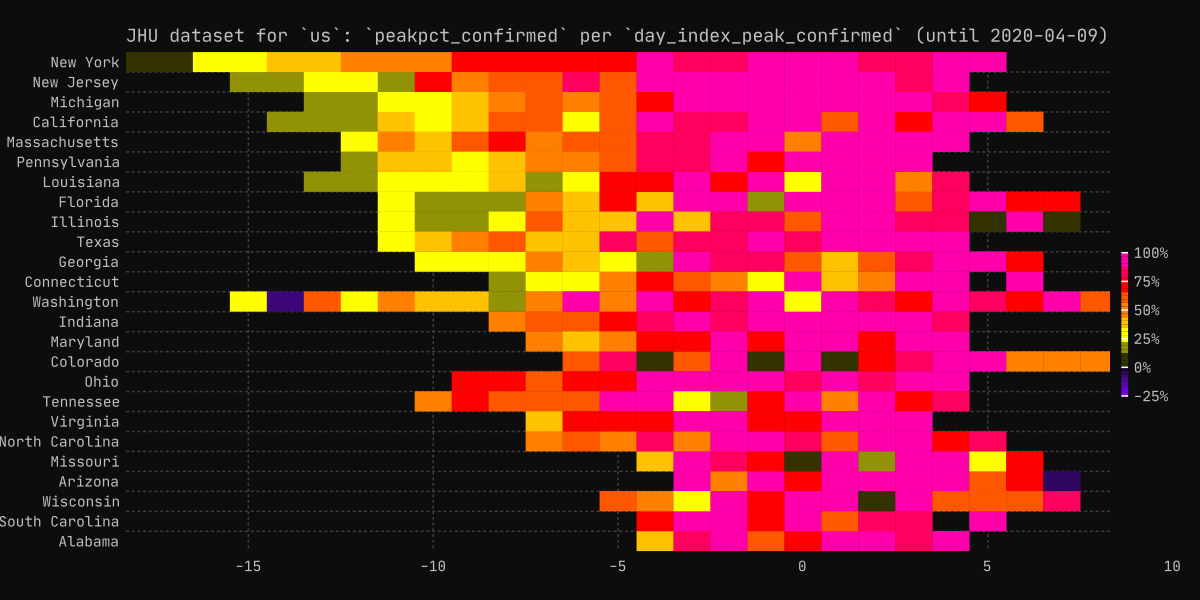 JHU dataset for `us`: `peakpct_confirmed` per `day_index_peak_confirmed` (until 2020-04-09)
New York
New Jersey
Michigan
California
Massachusetts
Pennsylvania
Louisiana
Florida
Illinois
Texas
Georgia
Connecticut
Washington
Indiana
Maryland
Colorado
Ohio
Tennessee
Virginia
North Carolina
Missouri
Arizona
Wisconsin
South Carolina
Alabama
100%
75%
50%
25%
0%
−25%
−15 −10 −5 0 5 10